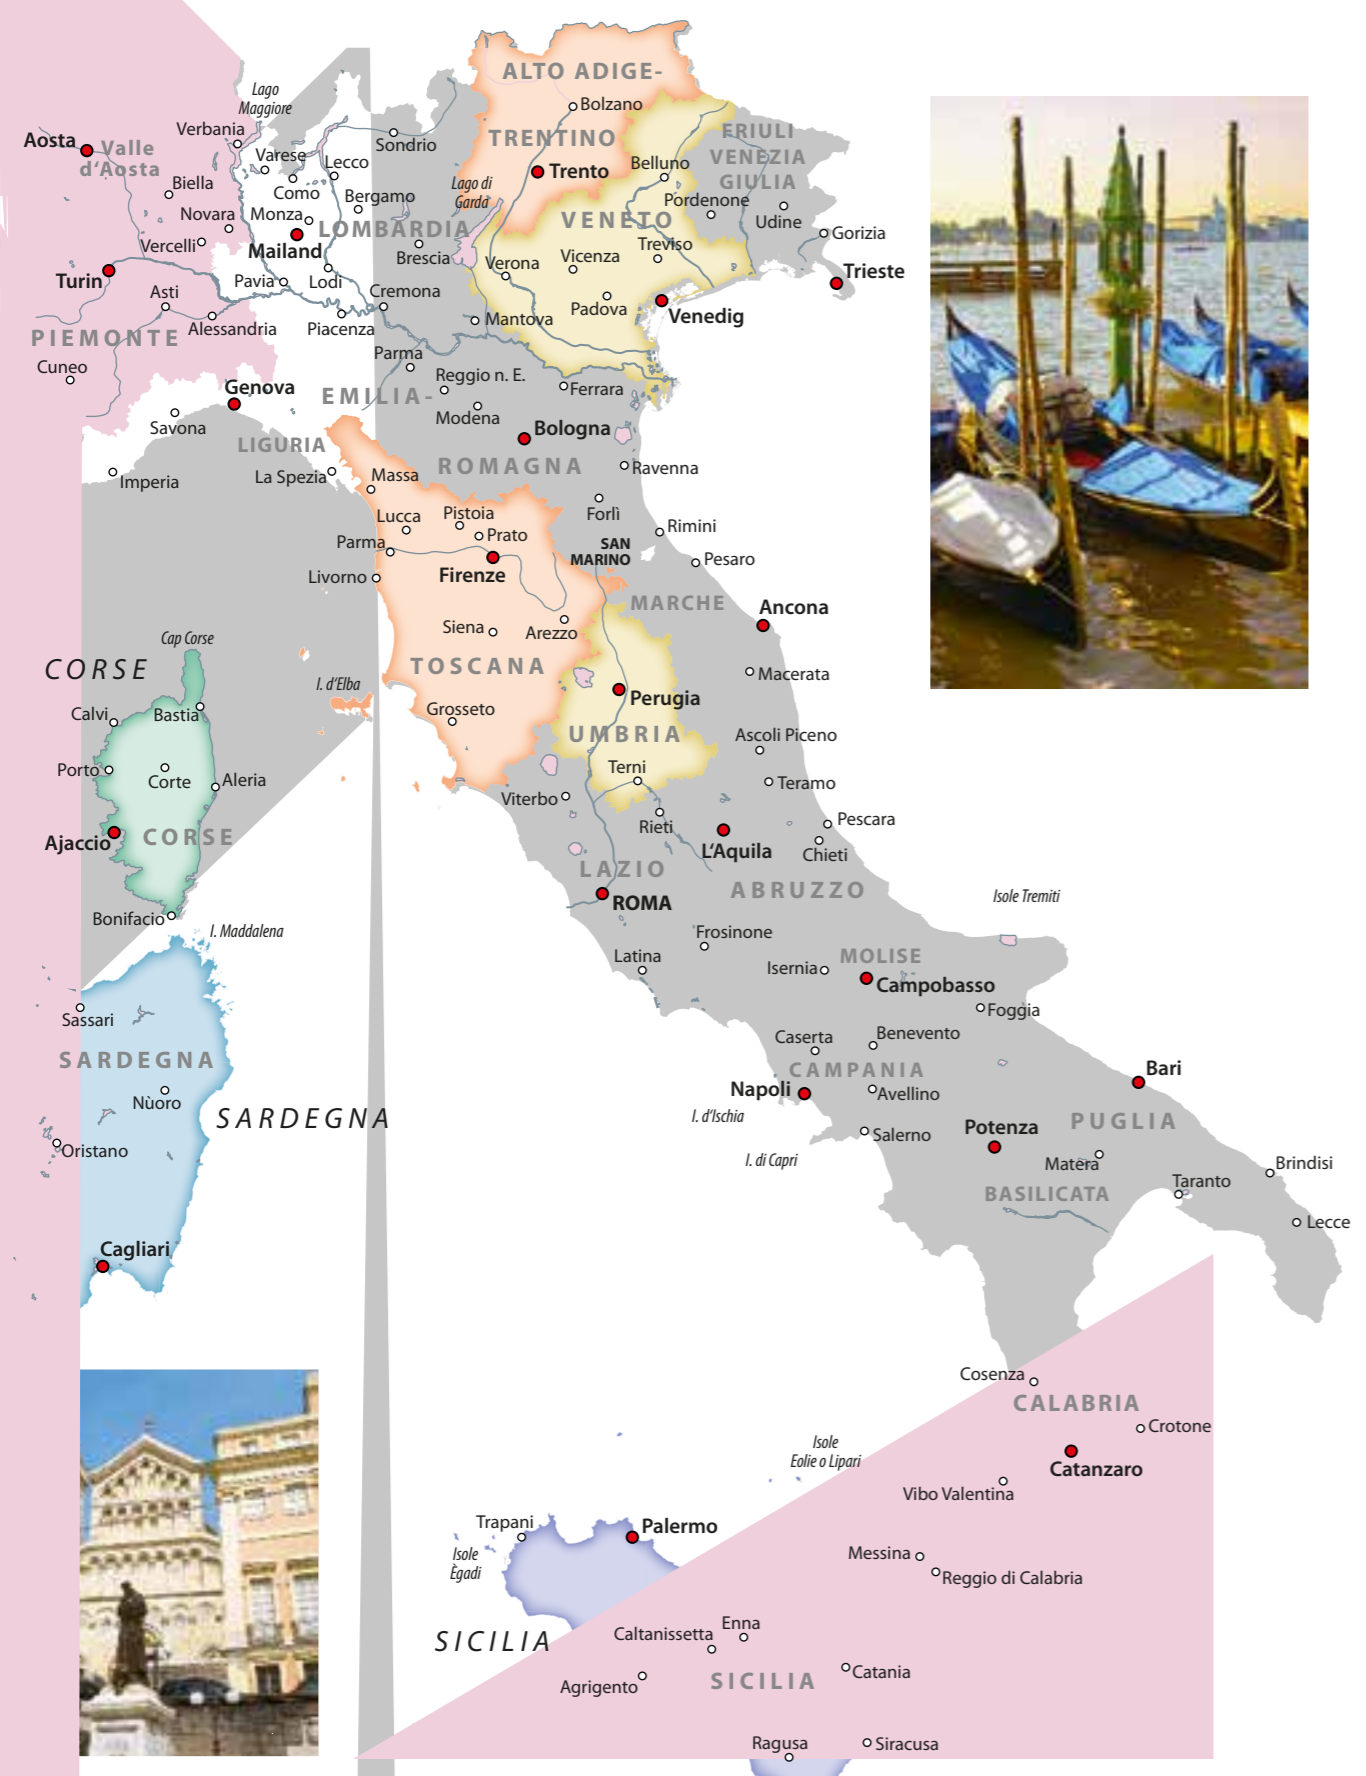 ALTO ADIGE-
Lago
Maggiore
Bolzano
Verbania
FRIULI
Aosta
Valle
d'Aosta
Sondrio
TRENTINO
VENEZIA
Varese
Lecco
Belluno
Trento
GIULIA
Biella
Como
Bergamo
Lago di
Garda
Pordenone
Novara
Monza
LOMBARDIA
VENETO
Udine
Gorizia
Vercelli
Mailand
Brescia
Treviso
Verona
Vicenza
Trieste
Turin
Pavia
Lodi
Asti
Cremona
Padova
Venedig
Alessandria
Piacenza
Mantova
PIEMONTE
Parma
Cuneo
Reggio n. E.
Genova
EMILIA-
Ferrara
Modena
Savona
Bologna
LIGURIA
ROMAGNA
Ravenna
Imperia
La Spezia
Massa
Forlì
Lucca
Pistoia
Rimini
Prato
Parma
SAN
MARINO
Pesaro
Livorno
Firenze
MARCHE
Ancona
Siena
Arezzo
Cap Corse
CORSE
TOSCANA
Macerata
I. d'Elba
Perugia
Calvi
Bastia
Grosseto
UMBRIA
Ascoli Piceno
Porto
Corte
Aleria
Terni
Teramo
Viterbo
Rieti
Pescara
Ajaccio
CORSE
L'Aquila
Chieti
LAZIO
ABRUZZO
ROMA
Isole Tremiti
Bonifacio
I. Maddalena
Frosinone
Latina
MOLISE
Isernia
Campobasso
Foggia
Sassari
Caserta
Benevento
SARDEGNA
CAMPANIA
Bari
Nùoro
Napoli
Avellino
SARDEGNA
I. d'Ischia
PUGLIA
Salerno
Potenza
Oristano
I. di Capri
Matera
Brindisi
Taranto
BASILICATA
Lecce
Cagliari
Cosenza
CALABRIA
Crotone
Isole
Eolie o Lipari
Catanzaro
Vibo Valentina
Trapani
Palermo
Isole
Ègadi
Messina
Reggio di Calabria
Enna
SICILIA
Caltanissetta
Catania
Agrigento
SICILIA
Ragusa
Siracusa